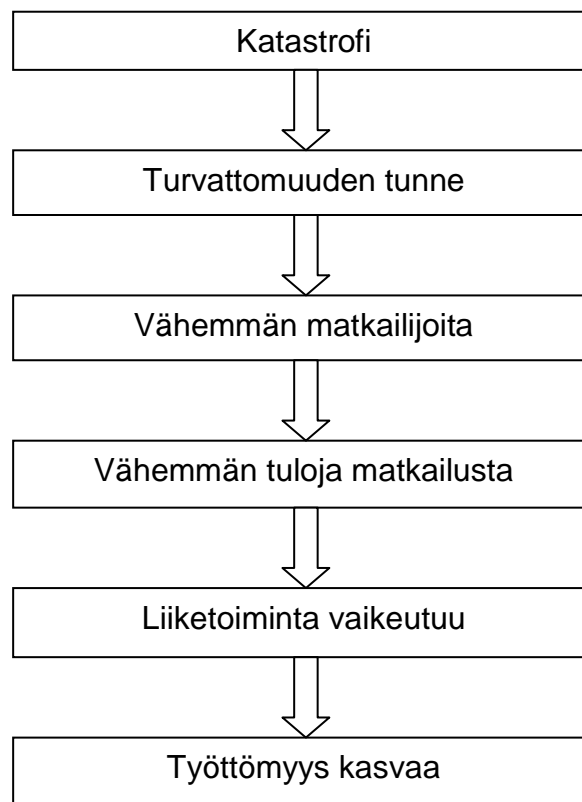 Katastrofi
Turvattomuuden tunne
Vähemmän matkailijoita
Vähemmän tuloja matkailusta
Liiketoiminta vaikeutuu
Työttömyys kasvaa